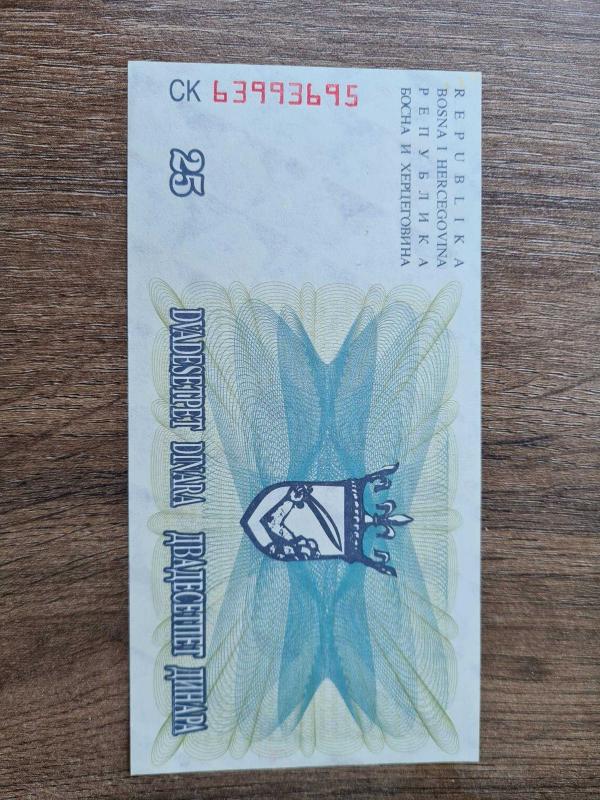 REPUBLIKA
BOSNA I HERCEGOVINA
РЕПУБЛИКА
БОСНА И ХЕРЦЕГОВИНА
CK 63993695
25
DVADESETPET DINARA ДВАДЕСЕТПЕТ ДИНАРА